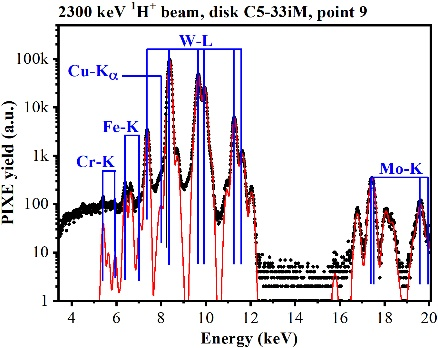 2300 keV ¹H⁺ beam, disk C5-33iM, point 9
W-L
100k
Cu-Kα
10k
Fe-K
1k
Cr-K
Mo-K
100
10
1
PIXE yield (a.u.)
4 6 8 10 12 14 16 18 20
Energy (keV)